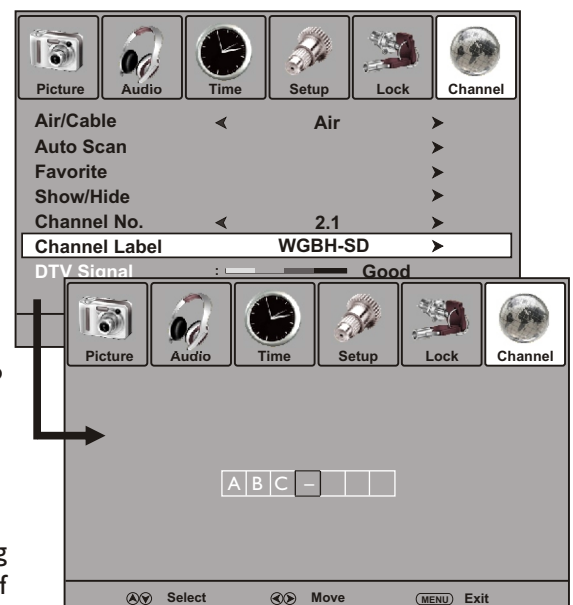 Picture Audio Time Setup Lock Channel
Air/Cable Air
Auto Scan
Favorite
Show/Hide
Channel No. 2.1
Channel Label WGBH-SD
DTV Signal : Good
Picture Audio Time Setup Lock Channel
A B C –
Select Move MENU Exit